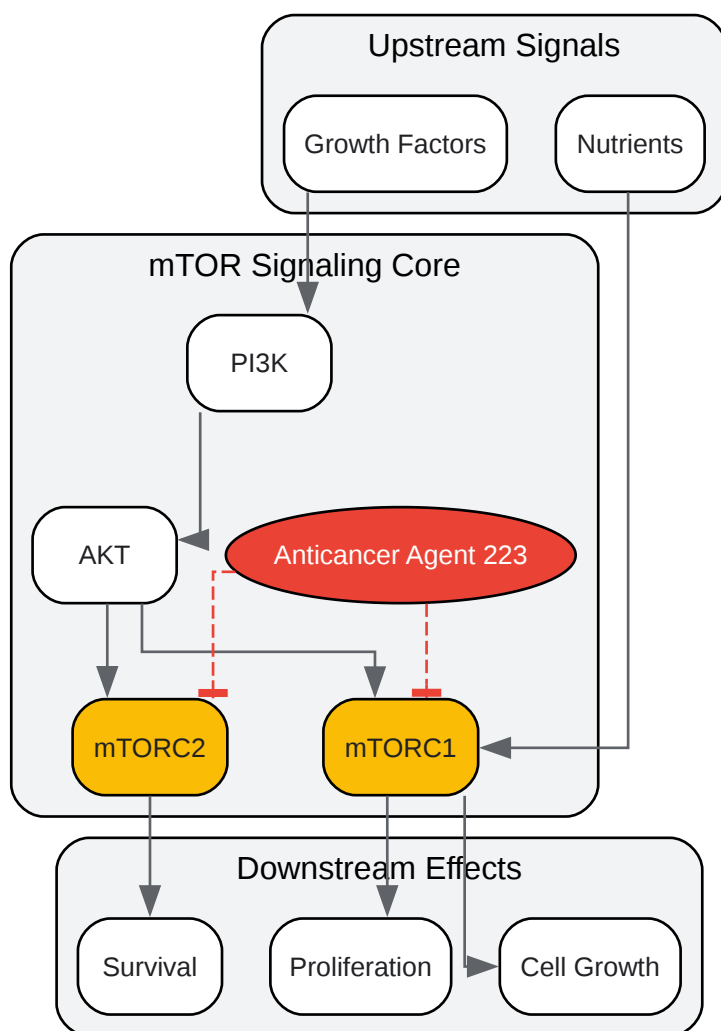 Upstream Signals
Growth Factors
Nutrients
mTOR Signaling Core
PI3K
AKT
Anticancer Agent 223
mTORC2
mTORC1
Downstream Effects
Survival
Proliferation
Cell Growth